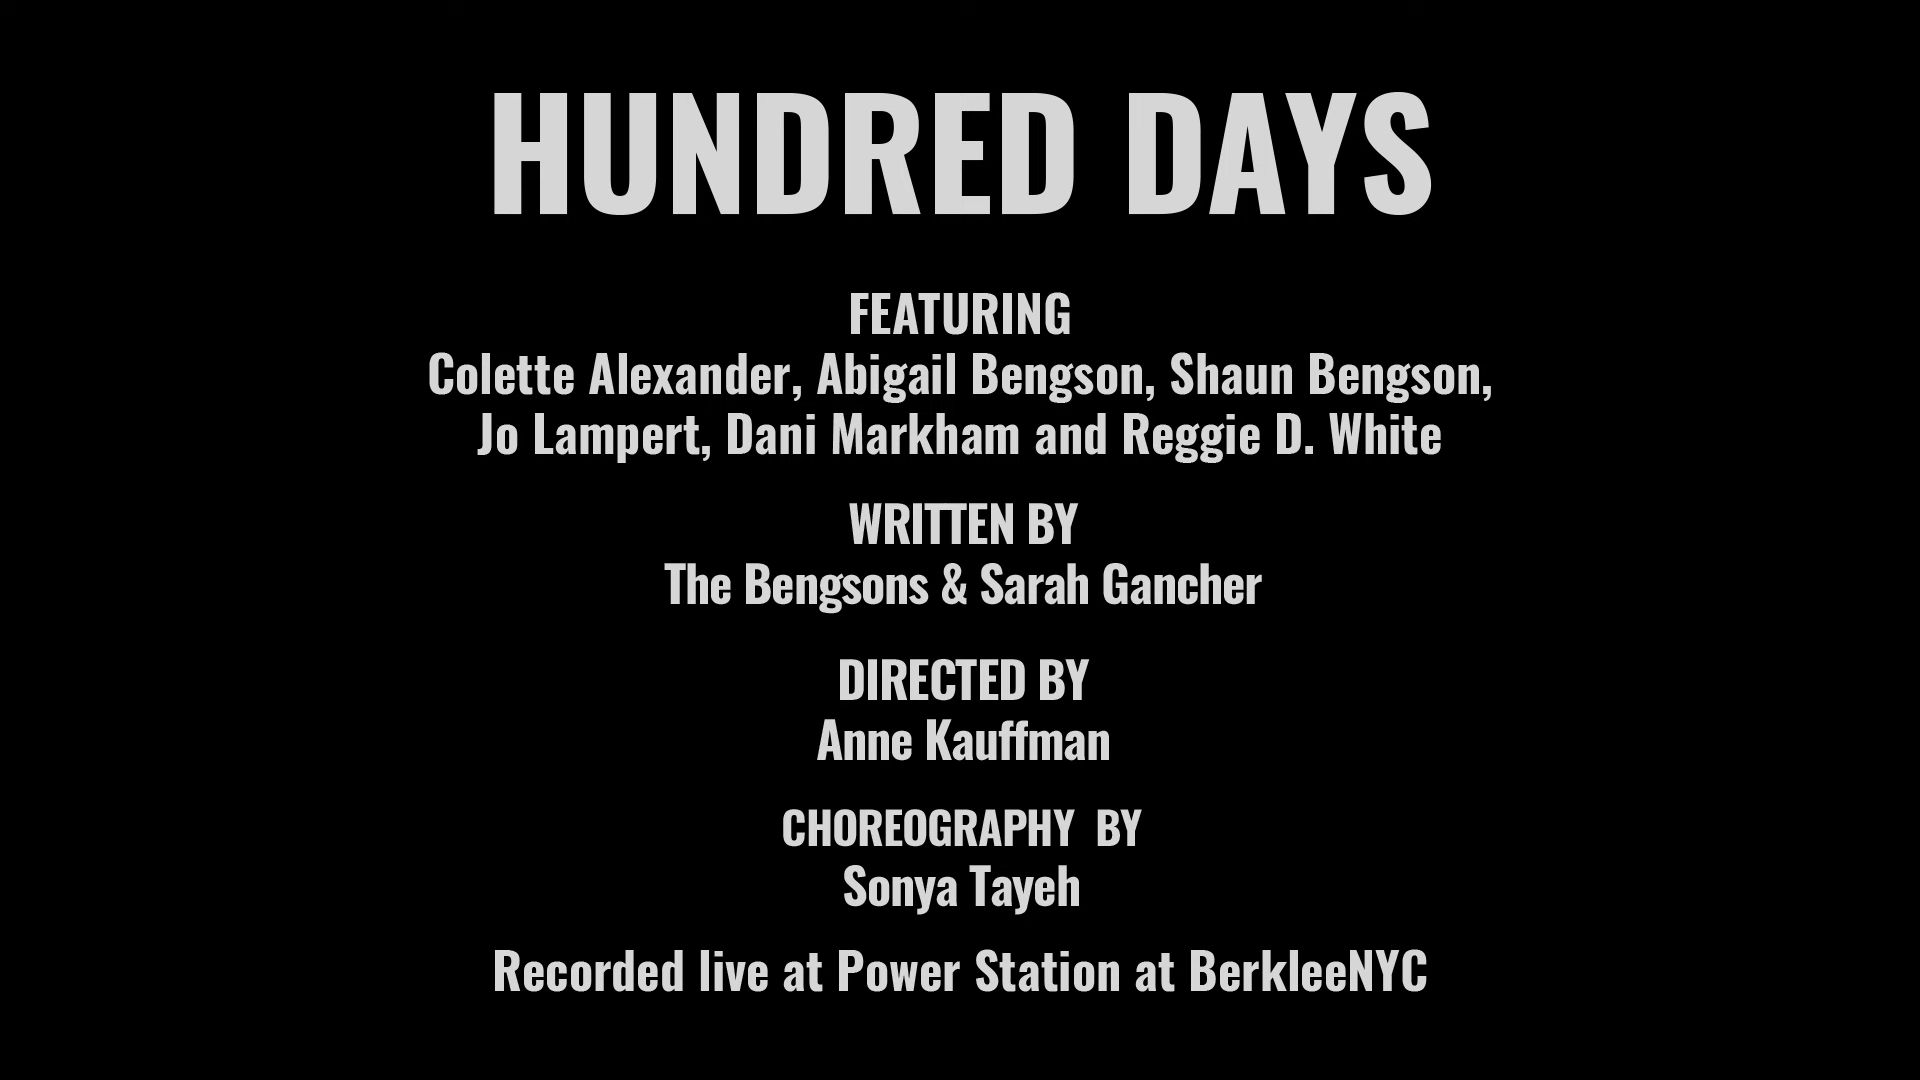 HUNDRED DAYS
FEATURING
Colette Alexander, Abigail Bengson, Shaun Bengson,
Jo Lampert, Dani Markham and Reggie D. White
WRITTEN BY
The Bengsons & Sarah Gancher
DIRECTED BY
Anne Kauffman
CHOREOGRAPHY BY
Sonya Tayeh
Recorded live at Power Station at BerkleeNYC